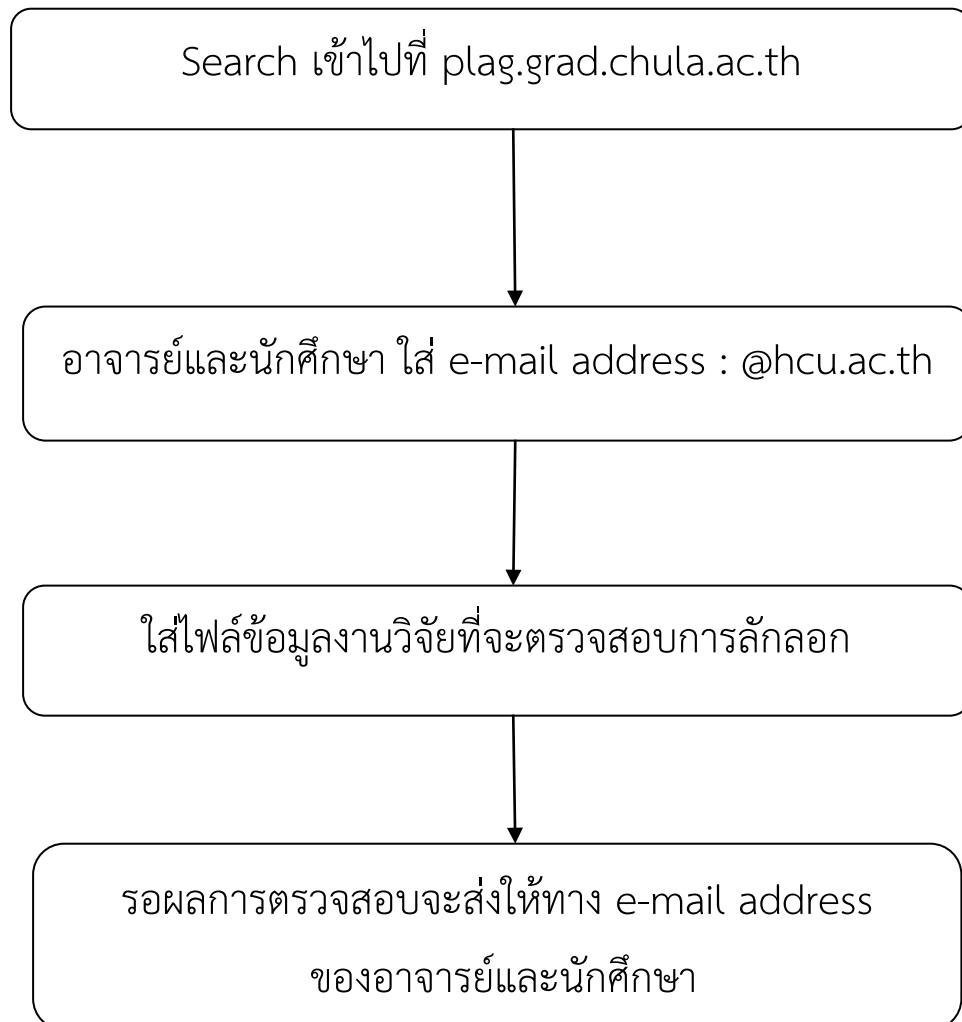 Search เข้าไปที่ plag.grad.chula.ac.th
อาจารย์และนักศึกษา ใส่ e-mail address : @hcu.ac.th
ใส่ไฟล์ข้อมูลงานวิจัยที่จะตรวจสอบการลักลอก
รอผลการตรวจสอบจะส่งให้ทาง e-mail address
ของอาจารย์และนักศึกษา